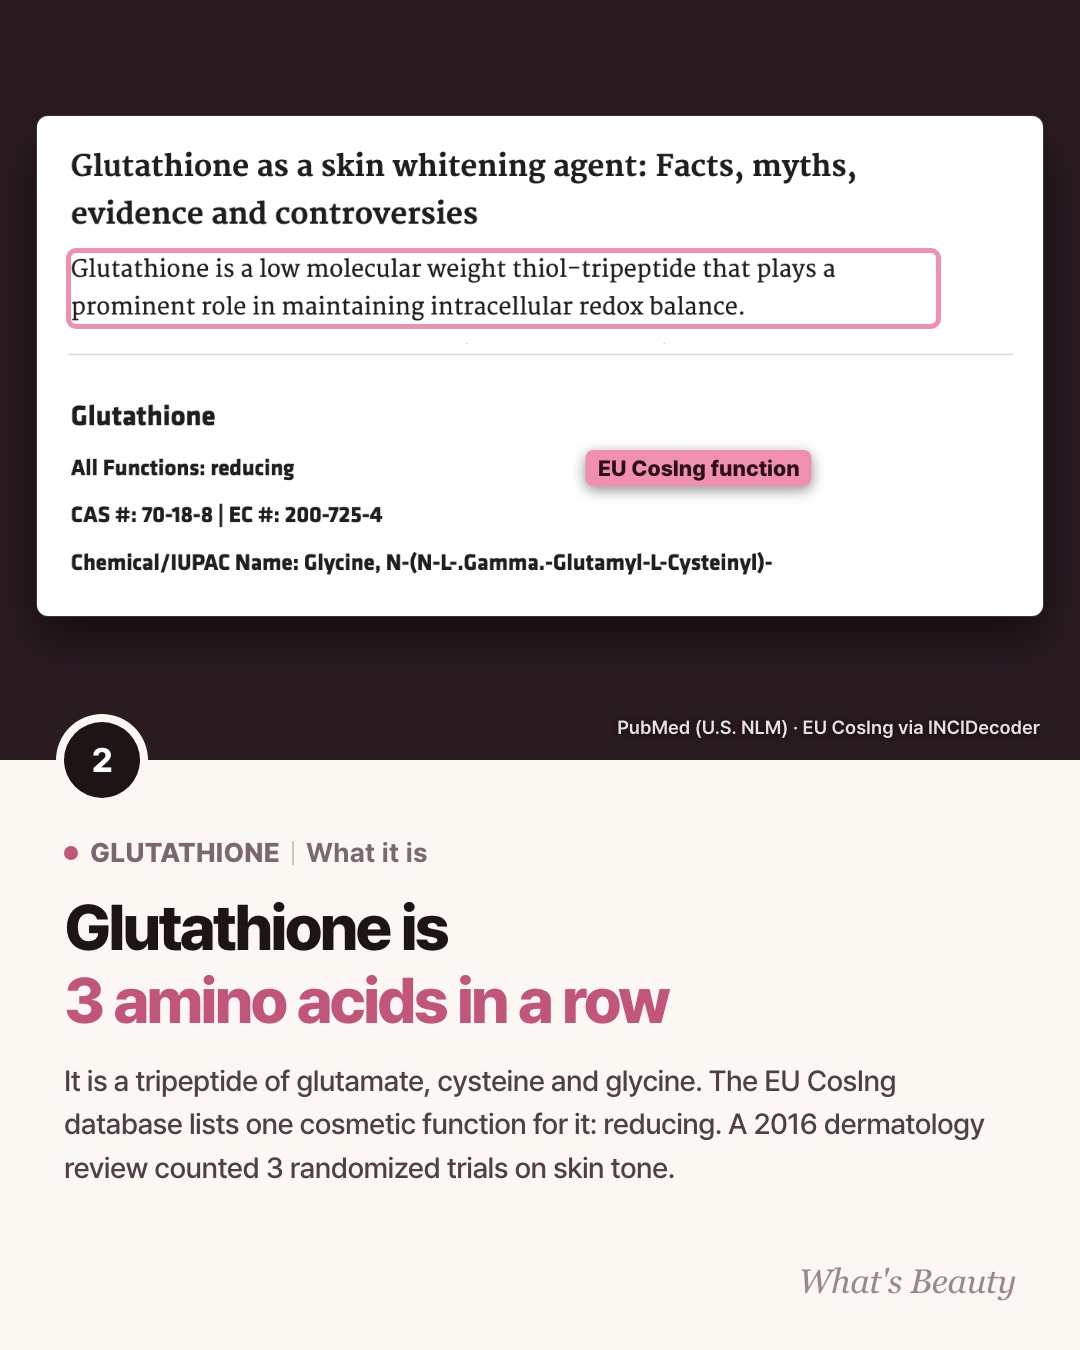 Glutathione as a skin whitening agent: Facts, myths,
evidence and controversies
Glutathione is a low molecular weight thiol-tripeptide that plays a
prominent role in maintaining intracellular redox balance.
Glutathione
All Functions: reducing
EU CosIng function
CAS #: 70-18-8 | EC #: 200-725-4
Chemical/IUPAC Name: Glycine, N-(N-L-.Gamma.-Glutamyl-L-Cysteinyl)-
PubMed (U.S. NLM) · EU CosIng via INCIDecoder
2
GLUTATHIONE | What it is
Glutathione is
3 amino acids in a row
It is a tripeptide of glutamate, cysteine and glycine. The EU CosIng
database lists one cosmetic function for it: reducing. A 2016 dermatology
review counted 3 randomized trials on skin tone.
What's Beauty